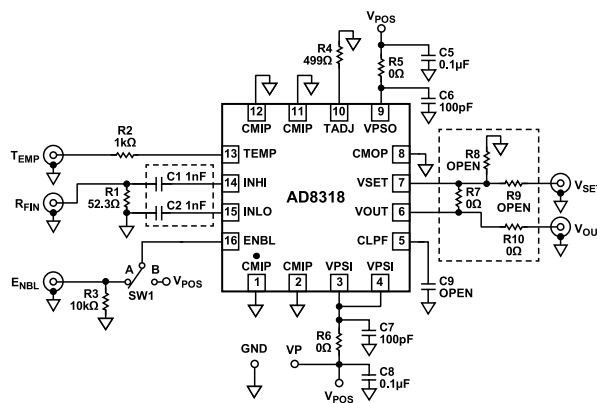 VPOS
R4
499Ω
R5
0Ω
C5
0.1µF
C6
100pF
12
11
10
9
CMIP
CMIP
TADJ
VPSO
R2
1kΩ
TEMP
13
TEMP
CMOP
8
R8
OPEN
C1 1nF
14
INHI
AD8318
VSET
7
R7
0Ω
R9
OPEN
VSET
RFIN
R1
52.3Ω
C2 1nF
15
INLO
VOUT
6
R10
0Ω
VOU
16
ENBL
CLPF
5
ENBL
A
B
VPOS
SW1
R3
10kΩ
CMIP
CMIP
VPSI
VPSI
1
2
3
4
C9
OPEN
R6
0Ω
C7
100pF
GND
VP
C8
0.1µF
VPOS